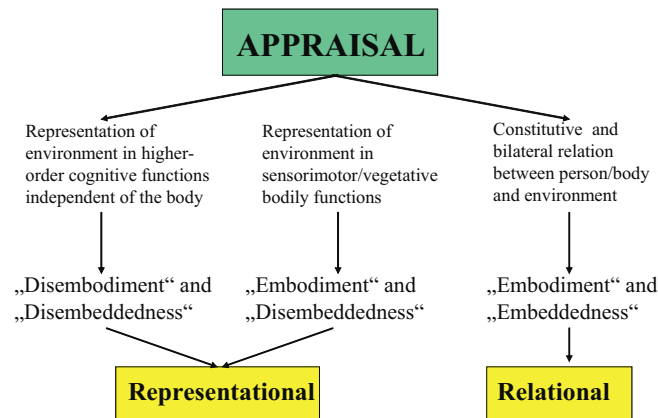 APPRAISAL
Representation of
environment in higher-
order cognitive functions
independent of the body
Representation of
environment in
sensorimotor/vegetative
bodily functions
Constitutive and
bilateral relation
between person/body
and environment
„Disembodiment“ and
„Disembeddedness“
„Embodiment“ and
„Disembeddedness“
„Embodiment“ and
„Embeddedness“
Representational
Relational